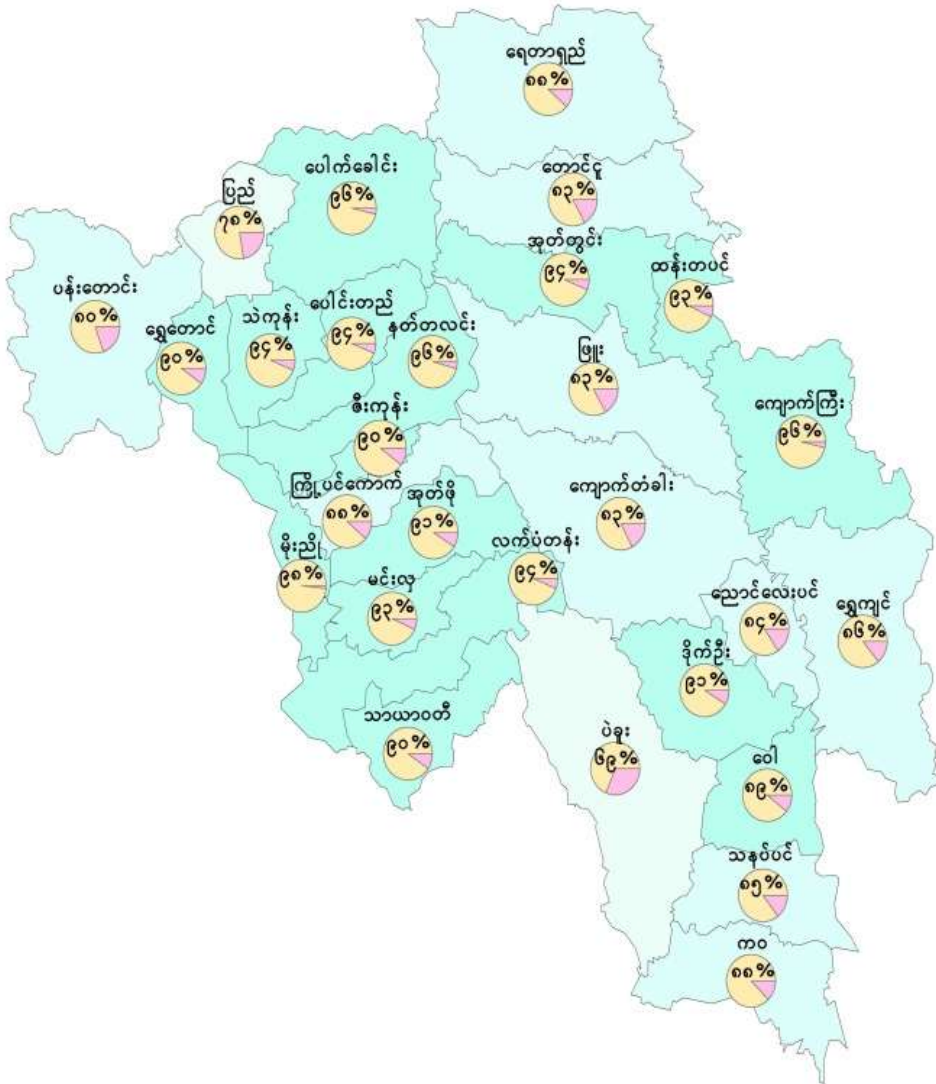 ရေတာရှည်
၈၈%
ပေါက်ခေါင်း
၉၆%
တောင်ငူ
၈၃%
ပြည်
၇၈%
အုတ်တွင်း
၉၄%
ထန်းတပင်
၉၃%
ပန်းတောင်း
၈၀%
ရွှေတောင်
၉၀%
သဲကုန်း
၉၄%
ပေါင်းတည်
၉၄%
နတ်တလင်း
၉၆%
ဖြူး
၈၃%
ကျောက်ကြီး
၉၆%
ဇီးကုန်း
၉၀%
ကြို့ပင်ကောက်
၈၈%
အုတ်ဖို
၉၁%
ကျောက်တံခါး
၈၃%
လက်ပံတန်း
၉၄%
မိုးညို
၉၈%
မင်းလှ
၉၃%
ညောင်လေးပင်
၈၄%
ရွှေကျင်
၈၆%
ဒိုက်ဦး
၉၁%
သာယာဝတီ
၉၀%
ပဲခူး
၆၉%
ဝေါ
၈၉%
သနပ်ပင်
၈၅%
ကဝ
၈၈%